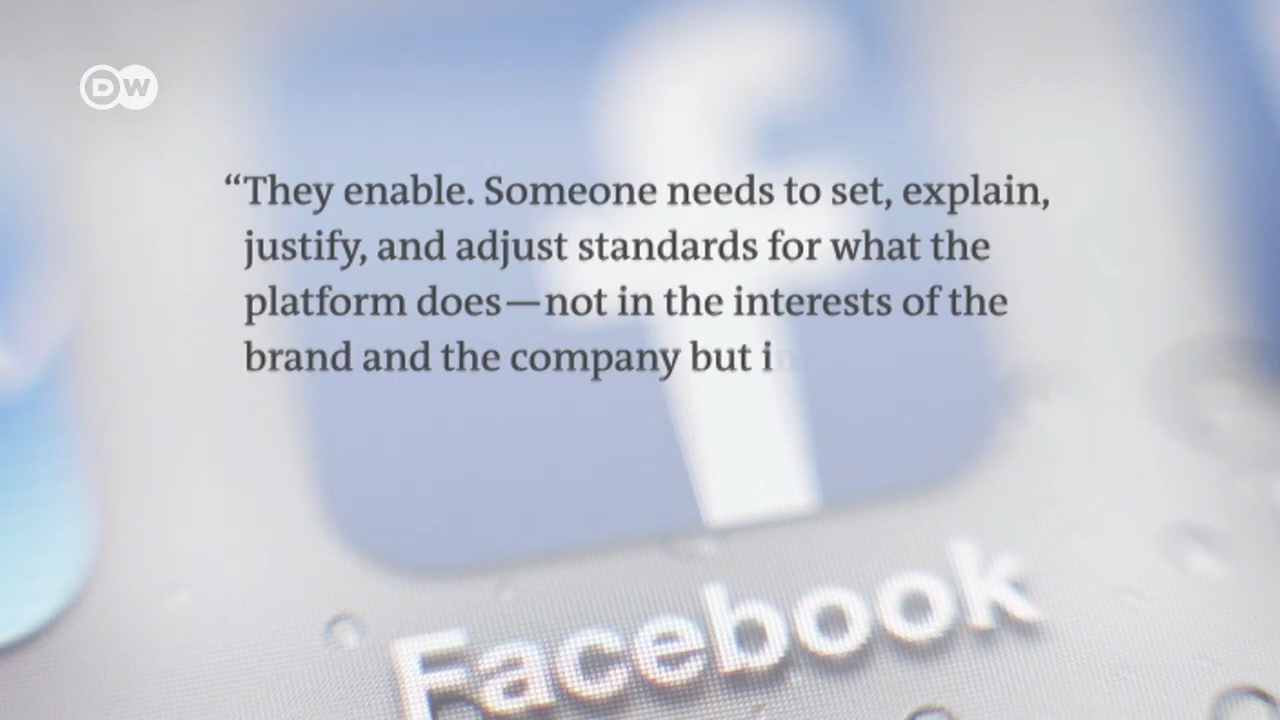 DW
“They enable. Someone needs to set, explain,
justify, and adjust standards for what the
platform does—not in the interests of the
brand and the company but in
Facebook